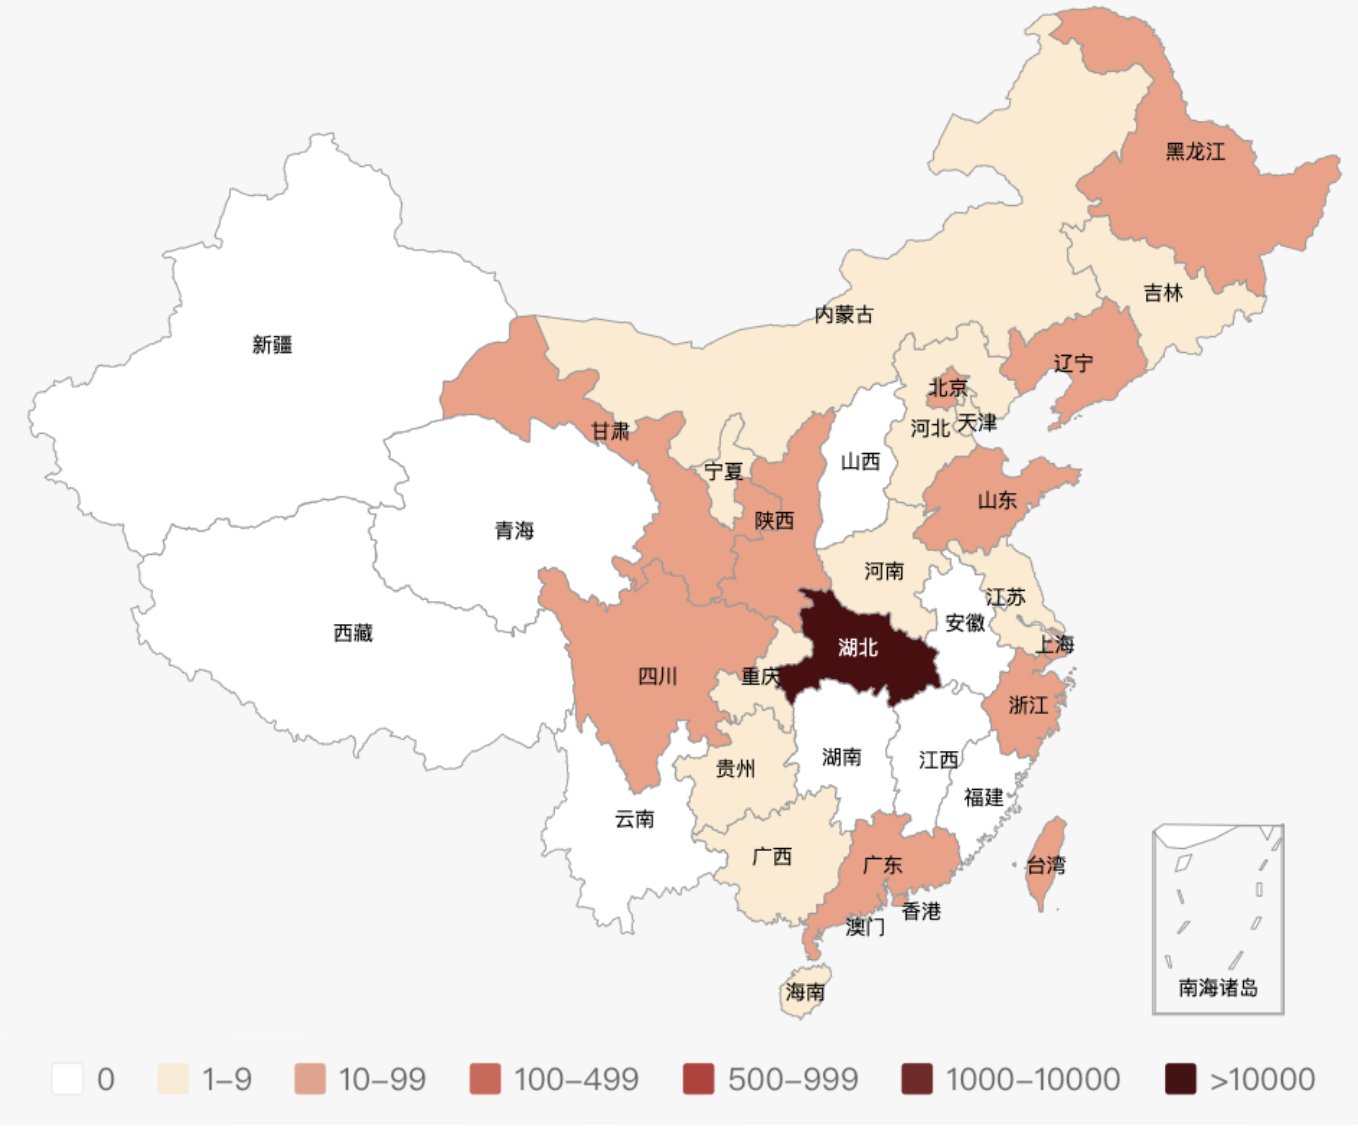 黑龙江
吉林
内蒙古
新疆
辽宁
北京
天津
河北
甘肃
山西
宁夏
山东
陕西
青海
河南
江苏
安徽
西藏
上海
湖北
四川
重庆
浙江
湖南
江西
贵州
福建
云南
广西
广东
台湾
香港
澳门
南海诸岛
海南
0 1–9 10–99 100–499 500–999 1000–10000 >10000